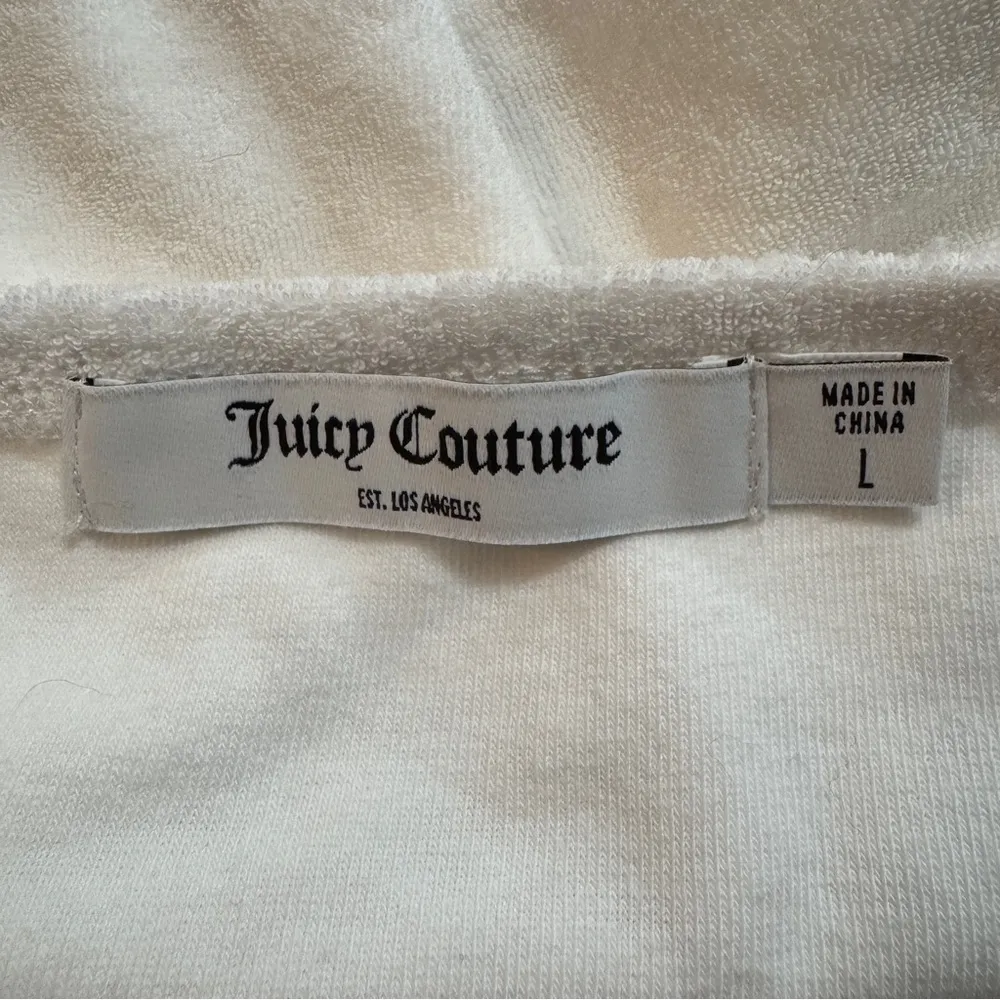 Juicy Couture
EST. LOS ANGELES
MADE IN
CHINA
L